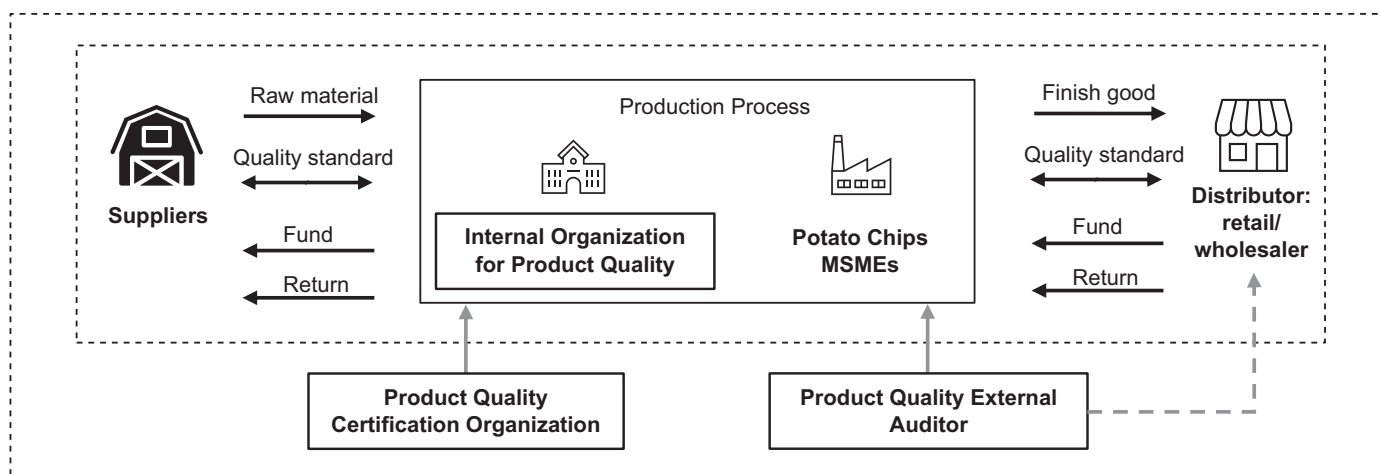 Production Process
Raw material
Quality standard
Fund
Return
Suppliers
Internal Organization
for Product Quality
Potato Chips
MSMEs
Finish good
Quality standard
Fund
Return
Distributor:
retail/
wholesaler
Product Quality
Certification Organization
Product Quality External
Auditor